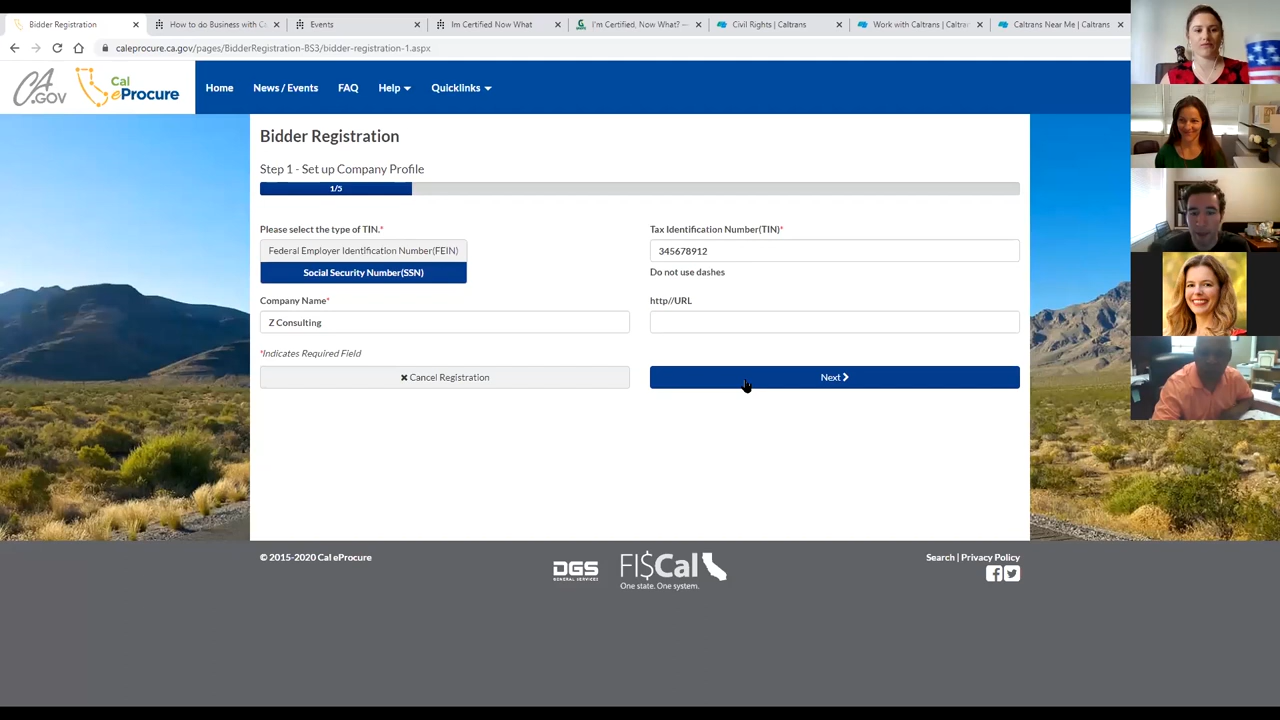 Bidder Registration
How to do Business with Ca
Events
Im Certified Now What
I'm Certified, Now What? —
Civil Rights | Caltrans
Work with Caltrans | Caltran
Caltrans Near Me | Caltrans
caleprocure.ca.gov/pages/BidderRegistration-BS3/bidder-registration-1.aspx
CA.GOV
Cal eProcure
Home
News / Events
FAQ
Help
Quicklinks
Bidder Registration
Step 1 - Set up Company Profile
1/5
Please select the type of TIN.*
Tax Identification Number(TIN)*
Federal Employer Identification Number(FEIN)
345678912
Social Security Number(SSN)
Do not use dashes
Company Name*
http//URL
Z Consulting
*Indicates Required Field
Cancel Registration
Next
© 2015-2020 Cal eProcure
DGS
GENERAL SERVICES
FI$Cal
One state. One system.
Search | Privacy Policy